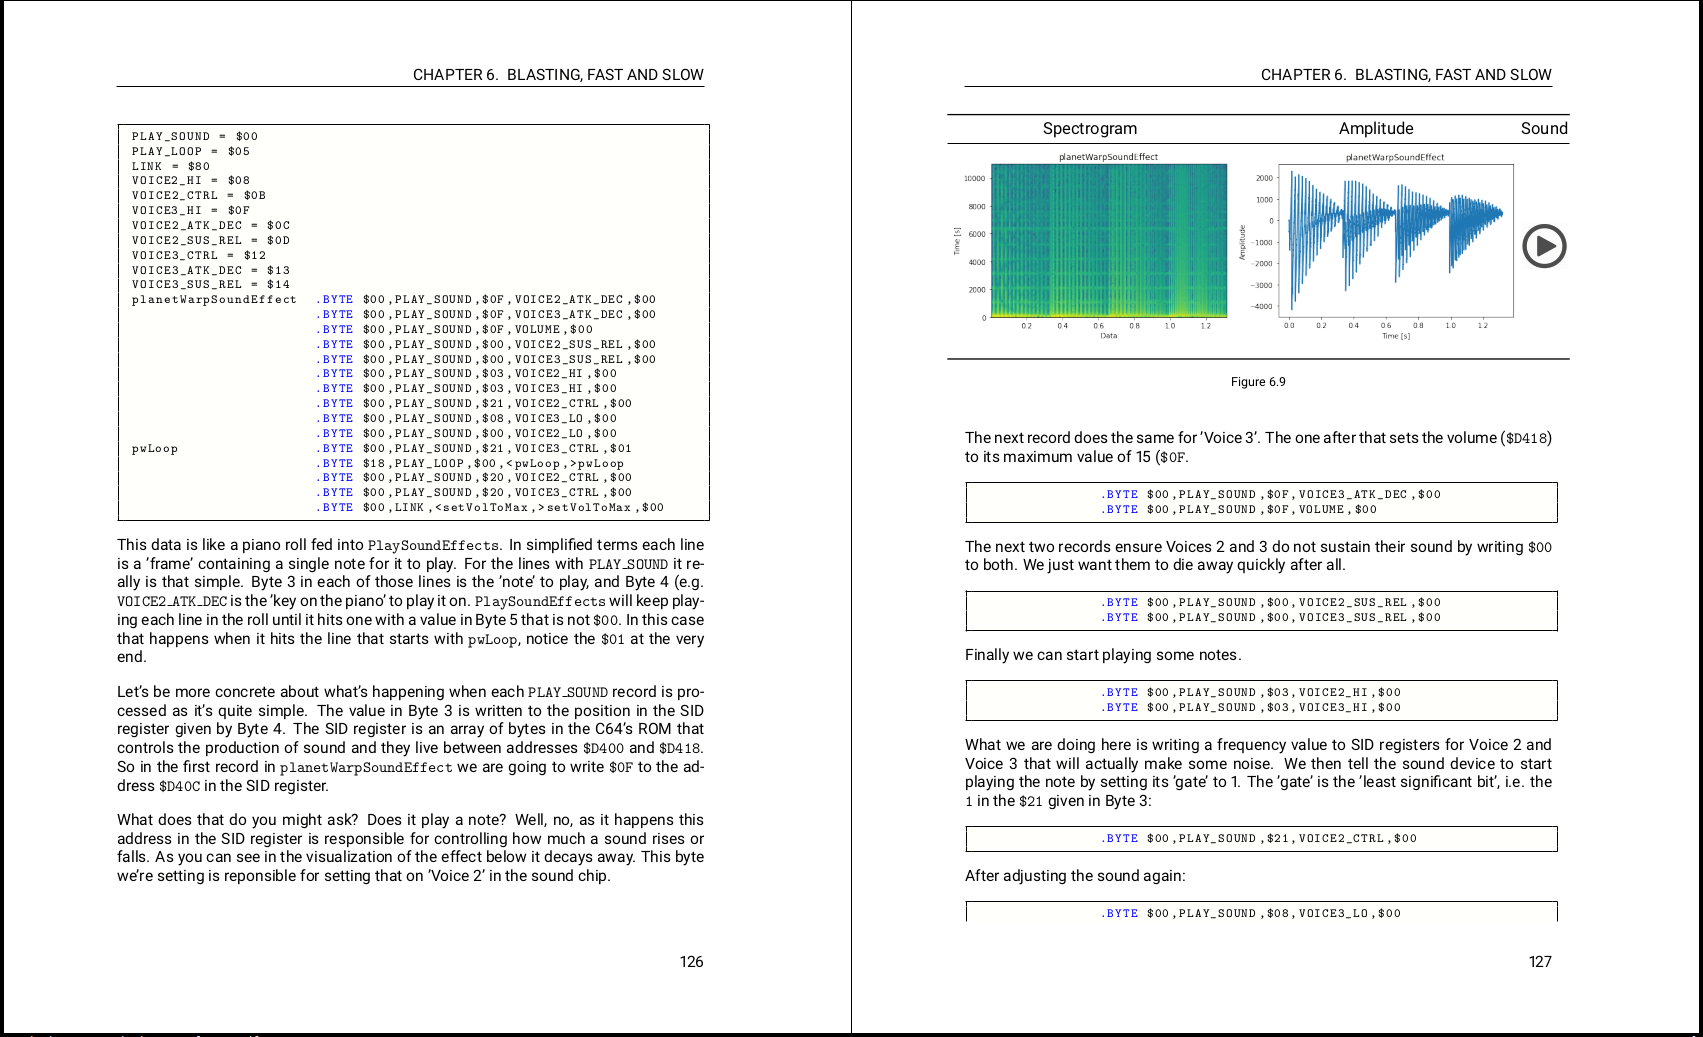 CHAPTER 6. BLASTING, FAST AND SLOW
PLAY_SOUND = $00
PLAY_LOOP = $05
LINK = $80
VOICE2_HI = $08
VOICE2_CTRL = $0B
VOICE3_HI = $0F
VOICE2_ATK_DEC = $0C
VOICE2_SUS_REL = $0D
VOICE3_CTRL = $12
VOICE3_ATK_DEC = $13
VOICE3_SUS_REL = $14
planetWarpSoundEffect .BYTE $00,PLAY_SOUND,$0F,VOICE2_ATK_DEC,$00
.BYTE $00,PLAY_SOUND,$0F,VOICE3_ATK_DEC,$00
.BYTE $00,PLAY_SOUND,$0F,VOLUME,$00
.BYTE $00,PLAY_SOUND,$00,VOICE2_SUS_REL,$00
.BYTE $00,PLAY_SOUND,$00,VOICE3_SUS_REL,$00
.BYTE $00,PLAY_SOUND,$03,VOICE2_HI,$00
.BYTE $00,PLAY_SOUND,$03,VOICE3_HI,$00
.BYTE $00,PLAY_SOUND,$21,VOICE2_CTRL,$00
.BYTE $00,PLAY_SOUND,$08,VOICE3_LO,$00
.BYTE $00,PLAY_SOUND,$00,VOICE2_LO,$00
pwLoop .BYTE $00,PLAY_SOUND,$21,VOICE3_CTRL,$01
.BYTE $18,PLAY_LOOP,$00,<pwLoop,>pwLoop
.BYTE $00,PLAY_SOUND,$20,VOICE2_CTRL,$00
.BYTE $00,PLAY_SOUND,$20,VOICE3_CTRL,$00
.BYTE $00,LINK,<setVolToMax,>setVolToMax,$00
This data is like a piano roll fed into PlaySoundEffects. In simplified terms each line
is a 'frame' containing a single note for it to play. For the lines with PLAY_SOUND it re-
ally is that simple. Byte 3 in each of those lines is the 'note' to play, and Byte 4 (e.g.
VOICE2_ATK_DEC is the 'key on the piano' to play it on. PlaySoundEffects will keep play-
ing each line in the roll until it hits one with a value in Byte 5 that is not $00. In this case
that happens when it hits the line that starts with pwLoop, notice the $01 at the very
end.
Let's be more concrete about what's happening when each PLAY_SOUND record is pro-
cessed as it's quite simple. The value in Byte 3 is written to the position in the SID
register given by Byte 4. The SID register is an array of bytes in the C64's ROM that
controls the production of sound and they live between addresses $D400 and $D418.
So in the first record in planetWarpSoundEffect we are going to write $0F to the ad-
dress $D40C in the SID register.
What does that do you might ask? Does it play a note? Well, no, as it happens this
address in the SID register is responsible for controlling how much a sound rises or
falls. As you can see in the visualization of the effect below it decays away. This byte
we're setting is reponsible for setting that on 'Voice 2' in the sound chip.
126
CHAPTER 6. BLASTING, FAST AND SLOW
Spectrogram Amplitude Sound
planetWarpSoundEffect
10000
8000
6000
4000
2000
0
Time [s]
0.2 0.4 0.6 0.8 1.0 1.2
Data
planetWarpSoundEffect
2000
1000
0
−1000
−2000
−3000
−4000
Amplitude
0.0 0.2 0.4 0.6 0.8 1.0 1.2
Time [s]
Figure 6.9
The next record does the same for 'Voice 3'. The one after that sets the volume ($D418)
to its maximum value of 15 ($0F.
.BYTE $00,PLAY_SOUND,$0F,VOICE3_ATK_DEC,$00
.BYTE $00,PLAY_SOUND,$0F,VOLUME,$00
The next two records ensure Voices 2 and 3 do not sustain their sound by writing $00
to both. We just want them to die away quickly after all.
.BYTE $00,PLAY_SOUND,$00,VOICE2_SUS_REL,$00
.BYTE $00,PLAY_SOUND,$00,VOICE3_SUS_REL,$00
Finally we can start playing some notes.
.BYTE $00,PLAY_SOUND,$03,VOICE2_HI,$00
.BYTE $00,PLAY_SOUND,$03,VOICE3_HI,$00
What we are doing here is writing a frequency value to SID registers for Voice 2 and
Voice 3 that will actually make some noise. We then tell the sound device to start
playing the note by setting its 'gate' to 1. The 'gate' is the 'least significant bit', i.e. the
1 in the $21 given in Byte 3:
.BYTE $00,PLAY_SOUND,$21,VOICE2_CTRL,$00
After adjusting the sound again:
.BYTE $00,PLAY_SOUND,$08,VOICE3_LO,$00
127